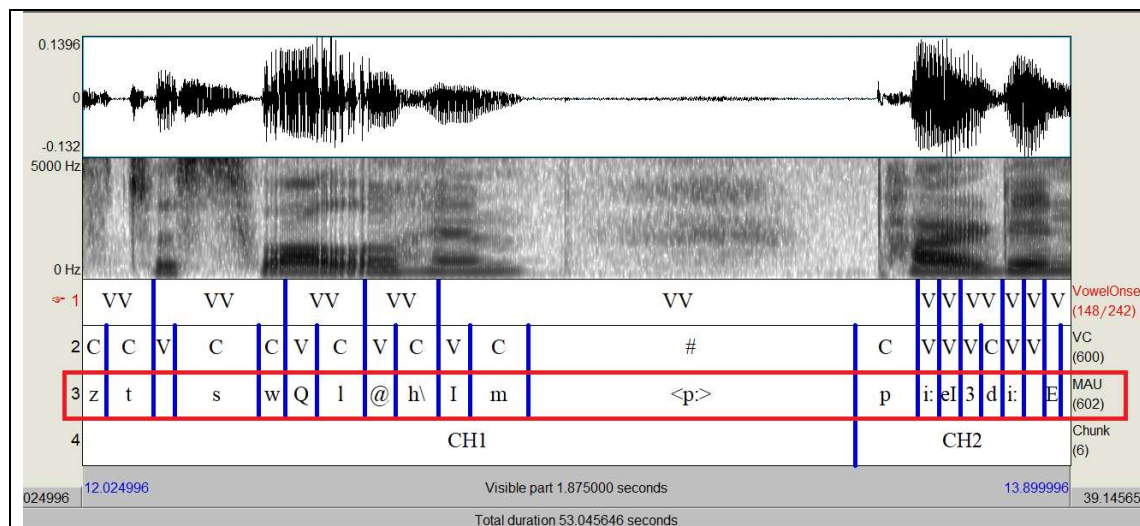 0.1396
0
-0.132
5000 Hz
0 Hz
☞ 1 VV VV VV VV VV V V VV V V V VowelOnse
(148/242)
2 C C V C C V C V C V C # C V V V C V V VC
(600)
3 z t s w Q l @ h\ I m <p:> p i: eI 3 d i: E MAU
(602)
4 CH1 CH2 Chunk
(6)
12.024996 Visible part 1.875000 seconds 13.899996
024996 39.14565
Total duration 53.045646 seconds